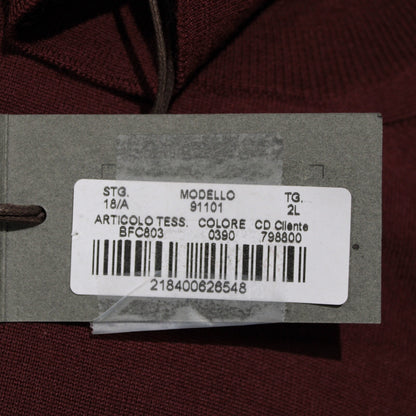 STG. MODELLO TG.
18/A 91101 2L
ARTICOLO TESS. COLORE CD Cliente
BFC803 0390 798800
218400626548